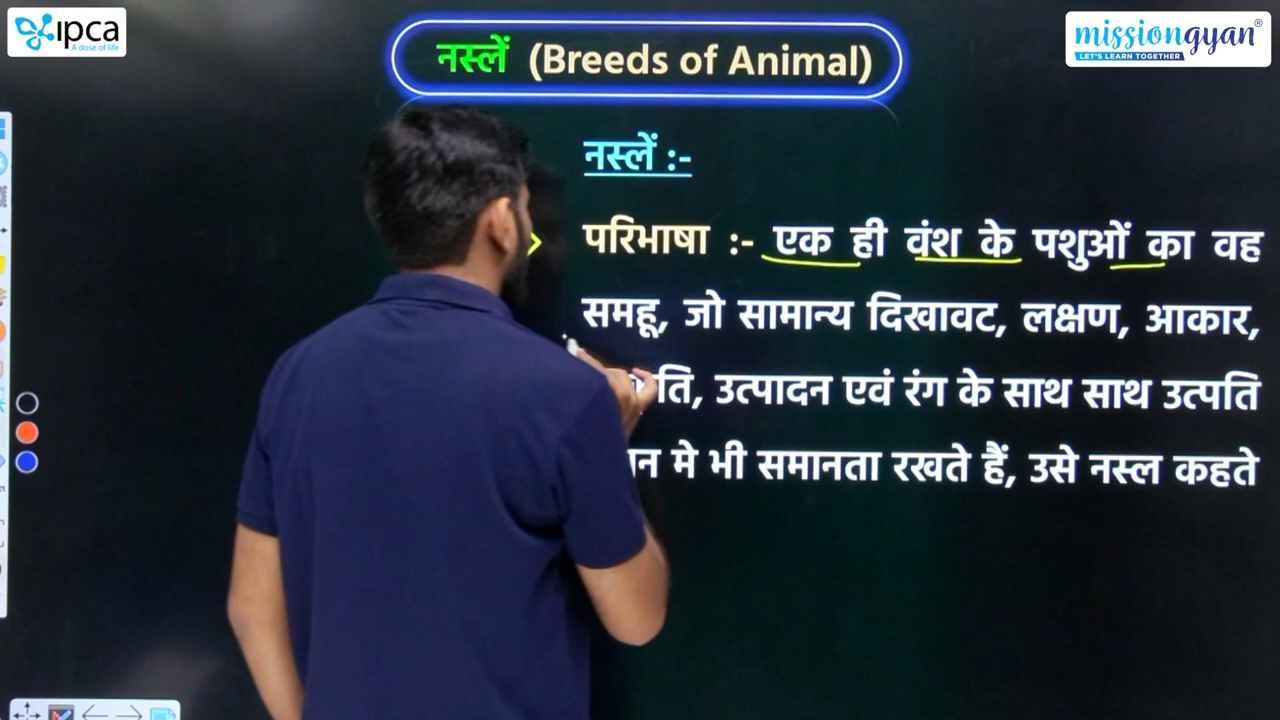 ipca
A dose of life
missiongyan®
LET'S LEARN TOGETHER
नस्लें (Breeds of Animal)
नस्लें :-
परिभाषा :- एक ही वंश के पशुओं का वह
समहू, जो सामान्य दिखावट, लक्षण, आकार,
उत्पादन एवं रंग के साथ साथ उत्पति
मे भी समानता रखते हैं, उसे नस्ल कहते